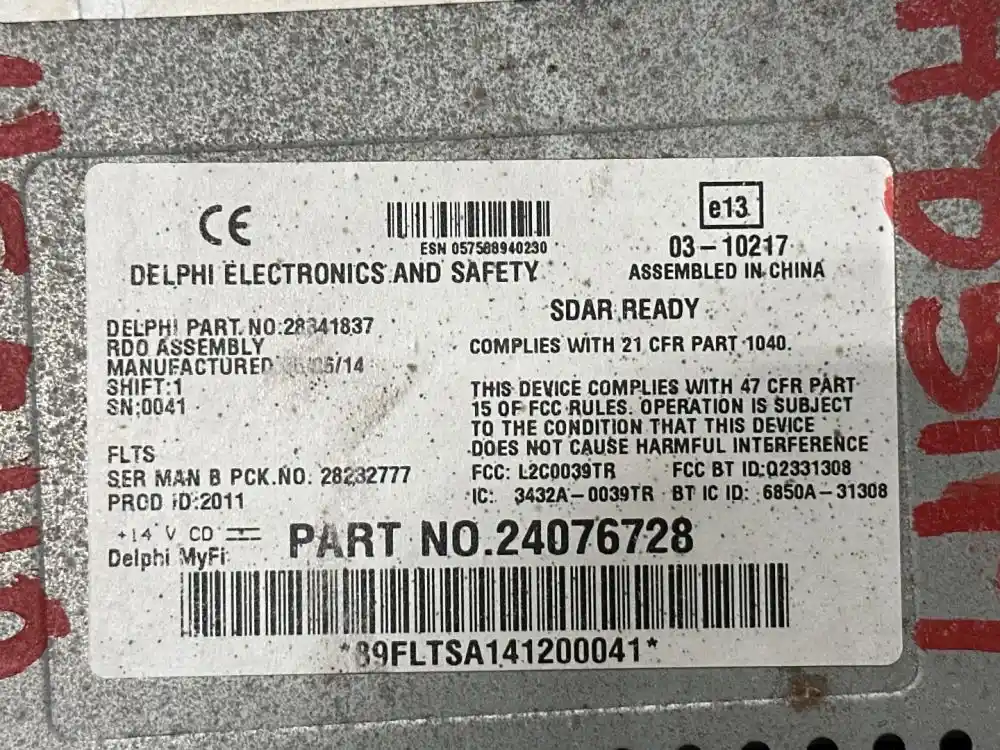 CE
e13
ESN 057588940230
03-10217
DELPHI ELECTRONICS AND SAFETY
ASSEMBLED IN CHINA
SDAR READY
DELPHI PART NO:28341837
RDO ASSEMBLY
COMPLIES WITH 21 CFR PART 1040.
MANUFACTURED /14
SHIFT:1
SN:0041
THIS DEVICE COMPLIES WITH 47 CFR PART
15 OF FCC RULES. OPERATION IS SUBJECT
TO THE CONDITION THAT THIS DEVICE
DOES NOT CAUSE HARMFUL INTERFERENCE
FLTS
SER MAN B PCK.NO: 28232777
FCC: L2C0039TR FCC BT ID:Q2331308
PROD ID:2011
IC: 3432A-0039TR BT IC ID: 6850A-31308
+14 V CD
Delphi MyFi
PART NO.24076728
*89FLTSA141200041*